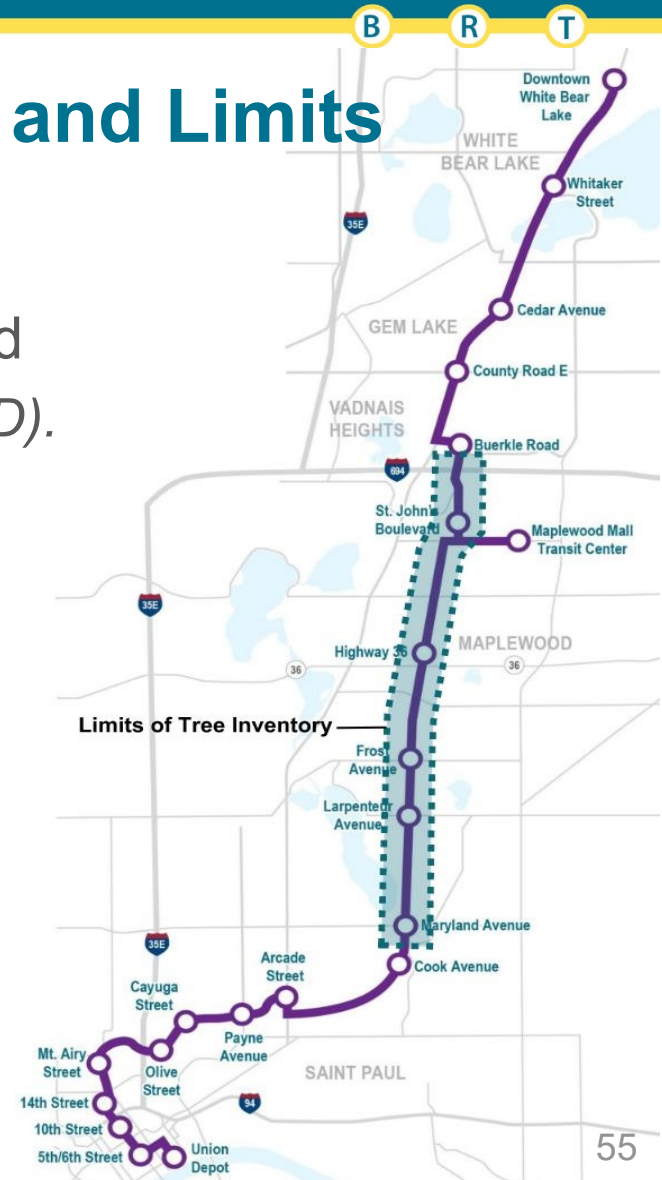 B R T
and Limits
d
D).
Downtown
White Bear
Lake
WHITE
BEAR LAKE
Whitaker
Street
35E
Cedar Avenue
GEM LAKE
County Road E
VADNAIS
HEIGHTS
Buerkle Road
694
St. John's
Boulevard
Maplewood Mall
Transit Center
35E
Highway 36
MAPLEWOOD
36
36
Limits of Tree Inventory
Frost
Avenue
Larpenteur
Avenue
Maryland Avenue
35E
Arcade
Street
Cook Avenue
Cayuga
Street
Payne
Avenue
Mt. Airy
Street
Olive
Street
SAINT PAUL
14th Street
94
10th Street
5th/6th Street
Union
Depot
55